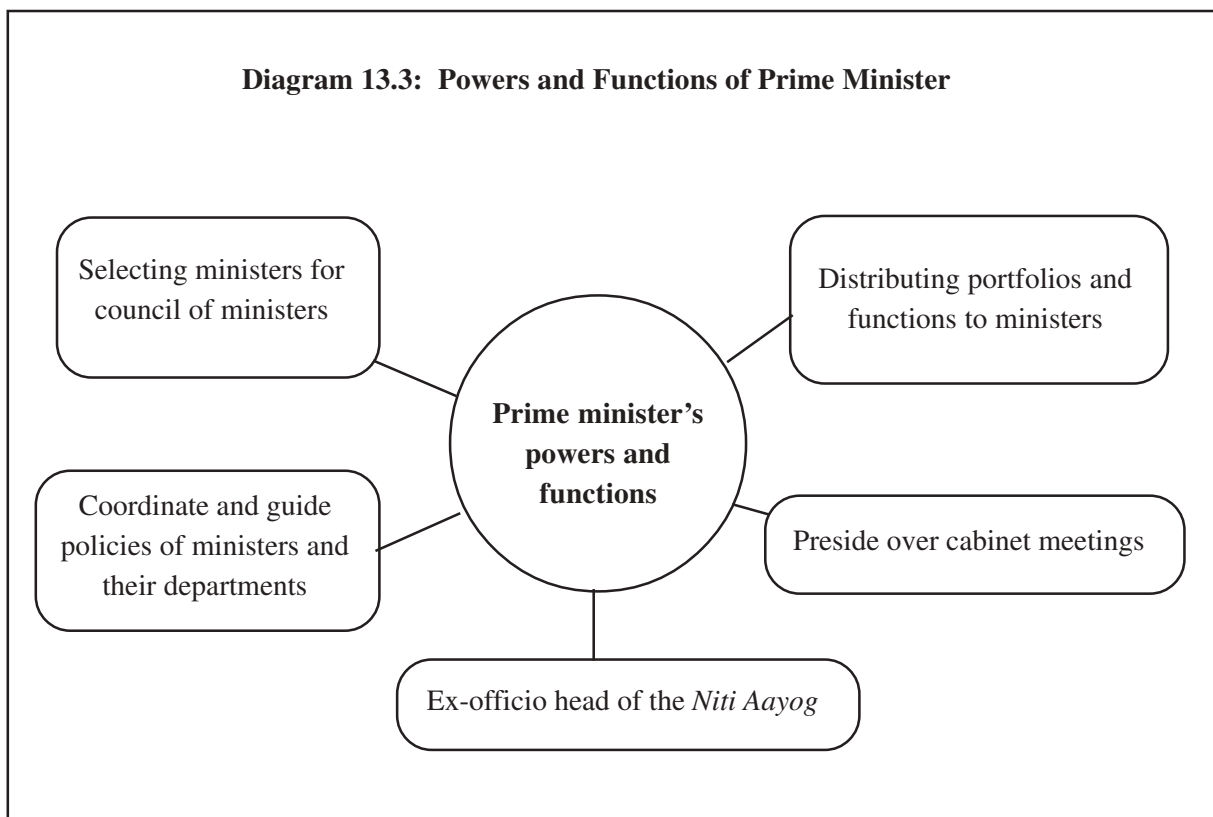 Diagram 13.3: Powers and Functions of Prime Minister
Selecting ministers for
council of ministers
Distributing portfolios and
functions to ministers
Prime minister’s
powers and
functions
Coordinate and guide
policies of ministers and
their departments
Preside over cabinet meetings
Ex-officio head of the Niti Aayog